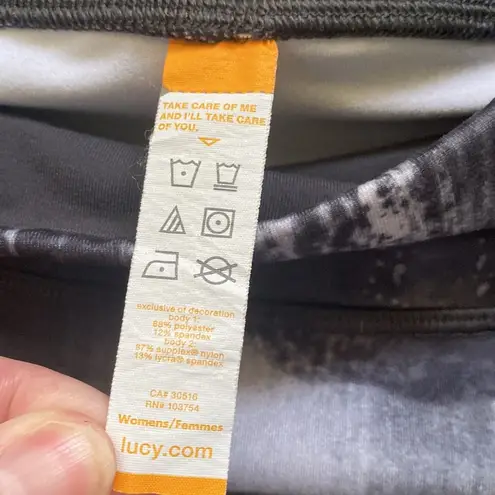 TAKE CARE OF ME
AND I'LL TAKE CARE
OF YOU.
exclusive of decoration
body 1:
88% polyester
12% spandex
body 2:
87% supplex® nylon
13% lycra® spandex
CA# 30516
RN# 103754
Womens/Femmes
lucy.com